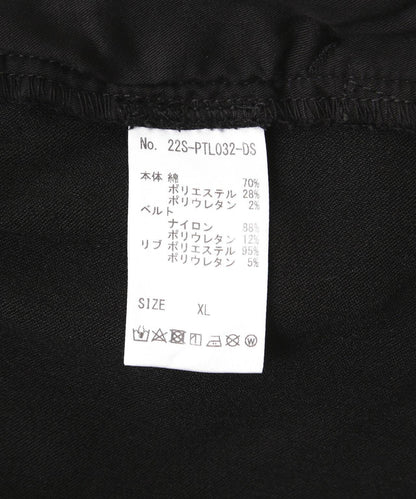 No. 22S-PTL032-DS
本体 綿 70%
ポリエステル 28%
ポリウレタン 2%
ベルト
ナイロン 88%
ポリウレタン 12%
リブ ポリエステル 95%
ポリウレタン 5%
SIZE XL